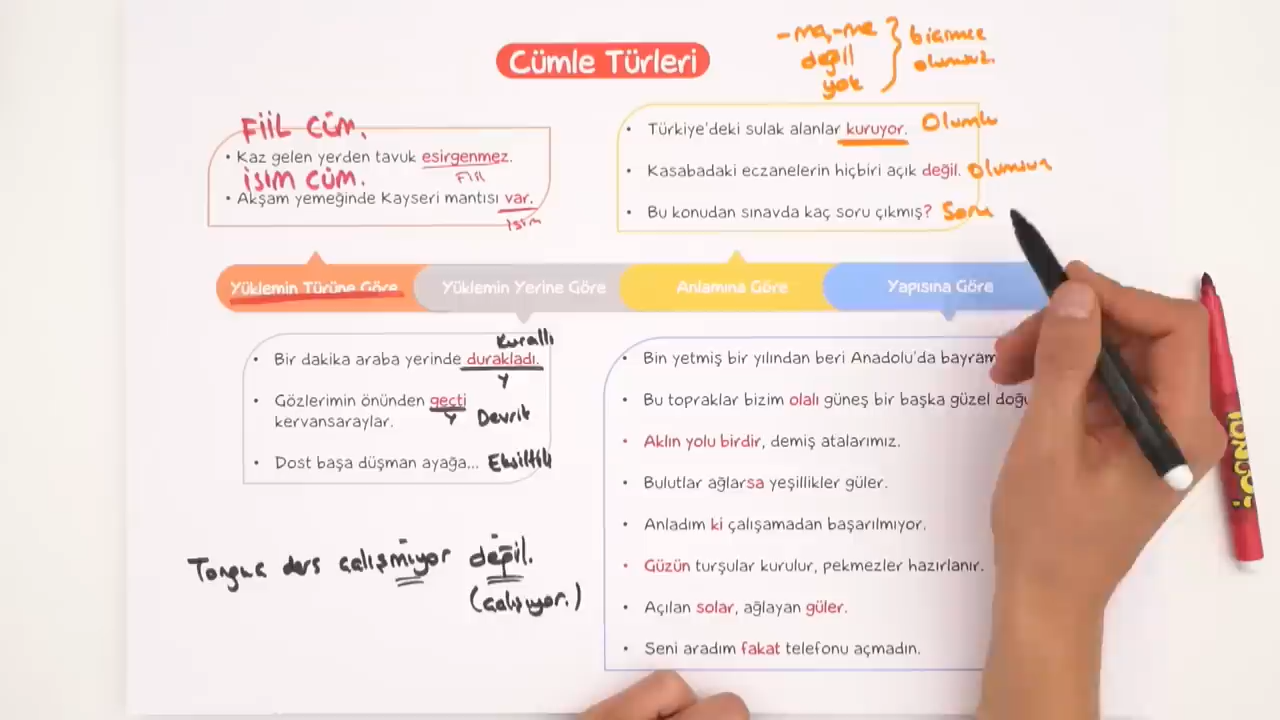 Cümle Türleri
-ma, -me
değil
yok
biçimce
olumsuz.
FİİL CÜM.
• Kaz gelen yerden tavuk esirgenmez.
Fiil
İSİM CÜM.
• Akşam yemeğinde Kayseri mantısı var.
isim
• Türkiye'deki sulak alanlar kuruyor. Olumlu
• Kasabadaki eczanelerin hiçbiri açık değil. Olumsuz
• Bu konudan sınavda kaç soru çıkmış? Soru
Yüklemin Türüne Göre
Yüklemin Yerine Göre
Anlamına Göre
Yapısına Göre
Kurallı
• Bir dakika araba yerinde durakladı.
Y
• Gözlerimin önünden geçti
kervansaraylar.
Y Devrik
• Dost başa düşman ayağa... Eksiltili
Tonguç ders çalışmıyor değil.
(çalışıyor.)
• Bin yetmiş bir yılından beri Anadolu'da bayram
• Bu topraklar bizim olalı güneş bir başka güzel doğu
• Aklın yolu birdir, demiş atalarımız.
• Bulutlar ağlarsa yeşillikler güler.
• Anladım ki çalışamadan başarılmıyor.
• Güzün turşular kurulur, pekmezler hazırlanır.
• Açılan solar, ağlayan güler.
• Seni aradım fakat telefonu açmadın.